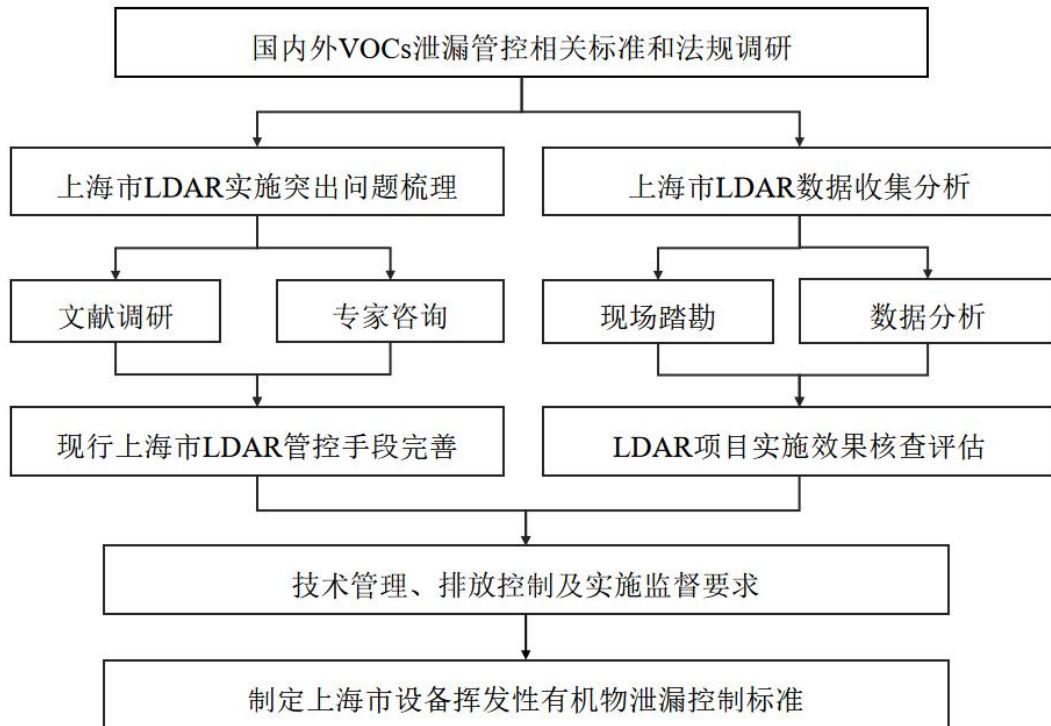 国内外VOCs泄漏管控相关标准和法规调研
上海市LDAR实施突出问题梳理
上海市LDAR数据收集分析
文献调研
专家咨询
现场踏勘
数据分析
现行上海市LDAR管控手段完善
LDAR项目实施效果核查评估
技术管理、排放控制及实施监督要求
制定上海市设备挥发性有机物泄漏控制标准